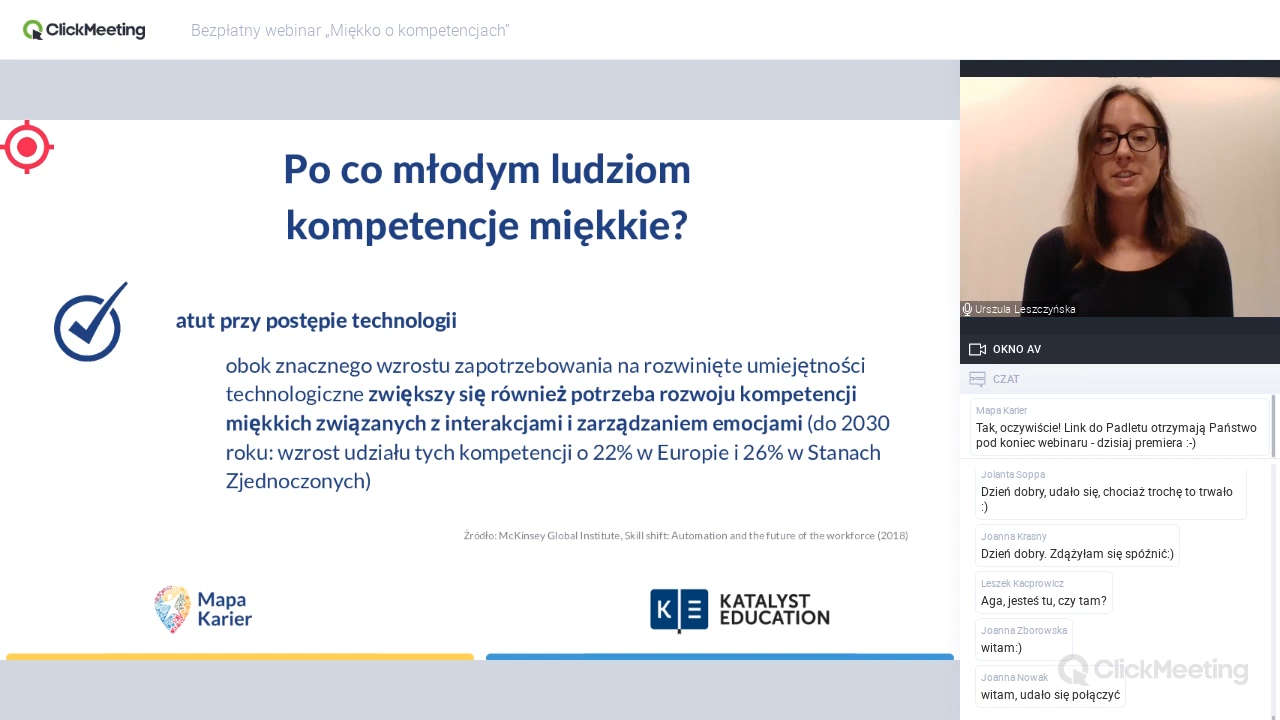 ClickMeeting
Bezpłatny webinar „Miękko o kompetencjach"
Po co młodym ludziom
kompetencje miękkie?
atut przy postępie technologii
obok znacznego wzrostu zapotrzebowania na rozwinięte umiejętności
technologiczne zwiększy się również potrzeba rozwoju kompetencji
miękkich związanych z interakcjami i zarządzaniem emocjami (do 2030
roku: wzrost udziału tych kompetencji o 22% w Europie i 26% w Stanach
Zjednoczonych)
Źródło: McKinsey Global Institute, Skill shift: Automation and the future of the workforce (2018)
Mapa
Karier
KE
KATALYST
EDUCATION
Urszula Leszczyńska
OKNO AV
CZAT
Mapa Karier
Tak, oczywiście! Link do Padletu otrzymają Państwo
pod koniec webinaru - dzisiaj premiera :-)
Jolanta Soppa
Dzień dobry, udało się, chociaż trochę to trwało
:)
Joanna Krasny
Dzień dobry. Zdążyłam się spóźnić:)
Leszek Kacprowicz
Aga, jesteś tu, czy tam?
Joanna Zborowska
witam:)
Joanna Nowak
witam, udało się połączyć
ClickMeeting